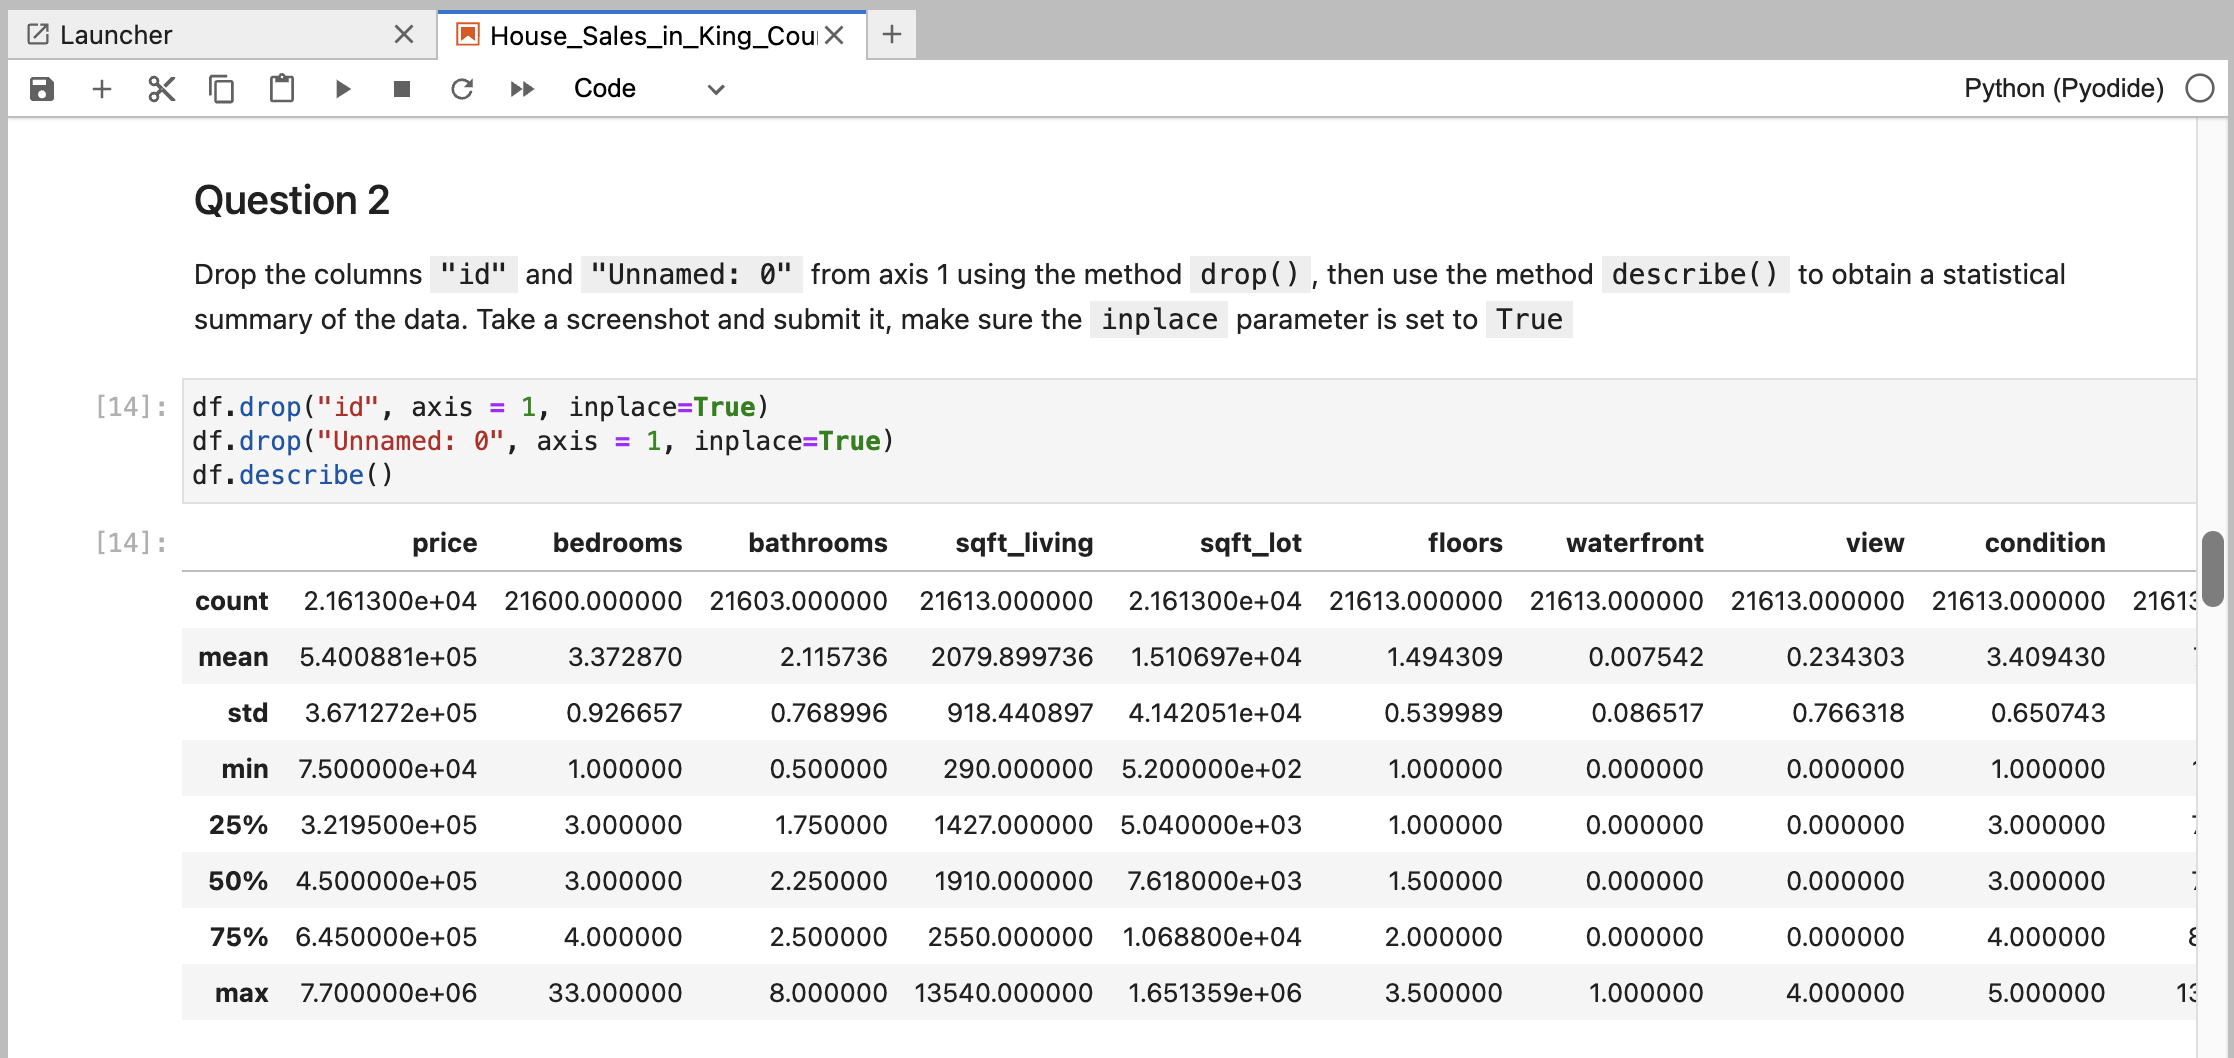 Launcher
House_Sales_in_King_Cou
Code
Python (Pyodide)
Question 2
Drop the columns "id" and "Unnamed: 0" from axis 1 using the method drop(), then use the method describe() to obtain a statistical
summary of the data. Take a screenshot and submit it, make sure the inplace parameter is set to True
[14]: df.drop("id", axis = 1, inplace=True)
df.drop("Unnamed: 0", axis = 1, inplace=True)
df.describe()
[14]: price bedrooms bathrooms sqft_living sqft_lot floors waterfront view condition
count 2.161300e+04 21600.000000 21603.000000 21613.000000 2.161300e+04 21613.000000 21613.000000 21613.000000 21613.000000 21613
mean 5.400881e+05 3.372870 2.115736 2079.899736 1.510697e+04 1.494309 0.007542 0.234303 3.409430
std 3.671272e+05 0.926657 0.768996 918.440897 4.142051e+04 0.539989 0.086517 0.766318 0.650743
min 7.500000e+04 1.000000 0.500000 290.000000 5.200000e+02 1.000000 0.000000 0.000000 1.000000
25% 3.219500e+05 3.000000 1.750000 1427.000000 5.040000e+03 1.000000 0.000000 0.000000 3.000000
50% 4.500000e+05 3.000000 2.250000 1910.000000 7.618000e+03 1.500000 0.000000 0.000000 3.000000
75% 6.450000e+05 4.000000 2.500000 2550.000000 1.068800e+04 2.000000 0.000000 0.000000 4.000000
max 7.700000e+06 33.000000 8.000000 13540.000000 1.651359e+06 3.500000 1.000000 4.000000 5.000000 13